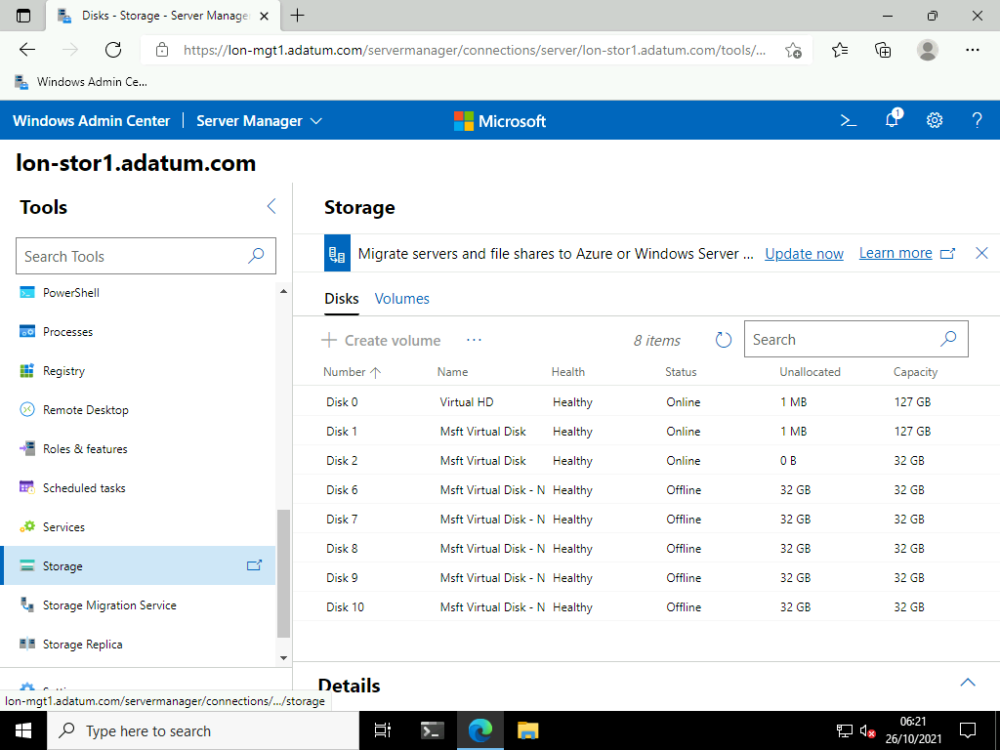 Disks - Storage - Server Manage
https://lon-mgt1.adatum.com/servermanager/connections/server/lon-stor1.adatum.com/tools/...
Windows Admin Ce...
Windows Admin Center
Server Manager
Microsoft
1
lon-stor1.adatum.com
Tools
Search Tools
PowerShell
Processes
Registry
Remote Desktop
Roles & features
Scheduled tasks
Services
Storage
Storage Migration Service
Storage Replica
lon-mgt1.adatum.com/servermanager/connections/.../storage
Storage
Migrate servers and file shares to Azure or Windows Server ... Update now Learn more
Disks Volumes
Create volume ... 8 items Search
Number Name Health Status Unallocated Capacity
Disk 0 Virtual HD Healthy Online 1 MB 127 GB
Disk 1 Msft Virtual Disk Healthy Online 1 MB 127 GB
Disk 2 Msft Virtual Disk Healthy Online 0 B 32 GB
Disk 6 Msft Virtual Disk - N Healthy Offline 32 GB 32 GB
Disk 7 Msft Virtual Disk - N Healthy Offline 32 GB 32 GB
Disk 8 Msft Virtual Disk - N Healthy Offline 32 GB 32 GB
Disk 9 Msft Virtual Disk - N Healthy Offline 32 GB 32 GB
Disk 10 Msft Virtual Disk - N Healthy Offline 32 GB 32 GB
Details
Type here to search
06:21
26/10/2021